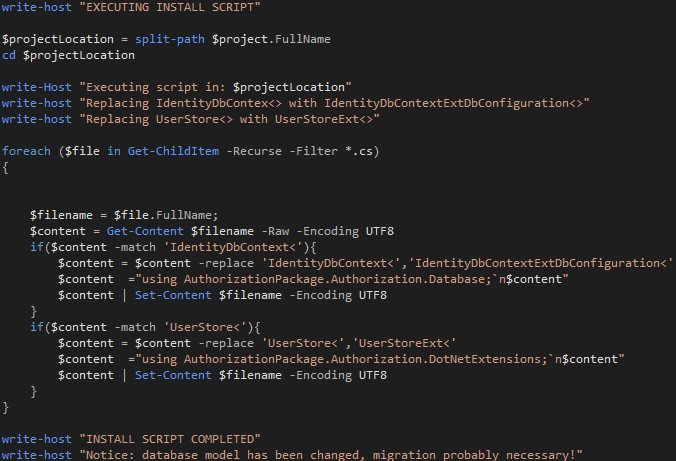 write-host "EXECUTING INSTALL SCRIPT"
$projectLocation = split-path $project.FullName
cd $projectLocation
write-Host "Executing script in: $projectLocation"
write-host "Replacing IdentityDbContex<> with IdentityDbContextExtDbConfiguration<>"
write-host "Replacing UserStore<> with UserStoreExt<>"
foreach ($file in Get-ChildItem -Recurse -Filter *.cs)
{
$filename = $file.FullName;
$content = Get-Content $filename -Raw -Encoding UTF8
if($content -match 'IdentityDbContext<'){
$content = $content -replace 'IdentityDbContext<','IdentityDbContextExtDbConfiguration<'
$content  ="using AuthorizationPackage.Authorization.Database;`n$content"
$content | Set-Content $filename -Encoding UTF8
}
if($content -match 'UserStore<'){
$content = $content -replace 'UserStore<','UserStoreExt<'
$content  ="using AuthorizationPackage.Authorization.DotNetExtensions;`n$content"
$content | Set-Content $filename -Encoding UTF8
}
}
write-host "INSTALL SCRIPT COMPLETED"
write-host "Notice: database model has been changed, migration probably necessary!"